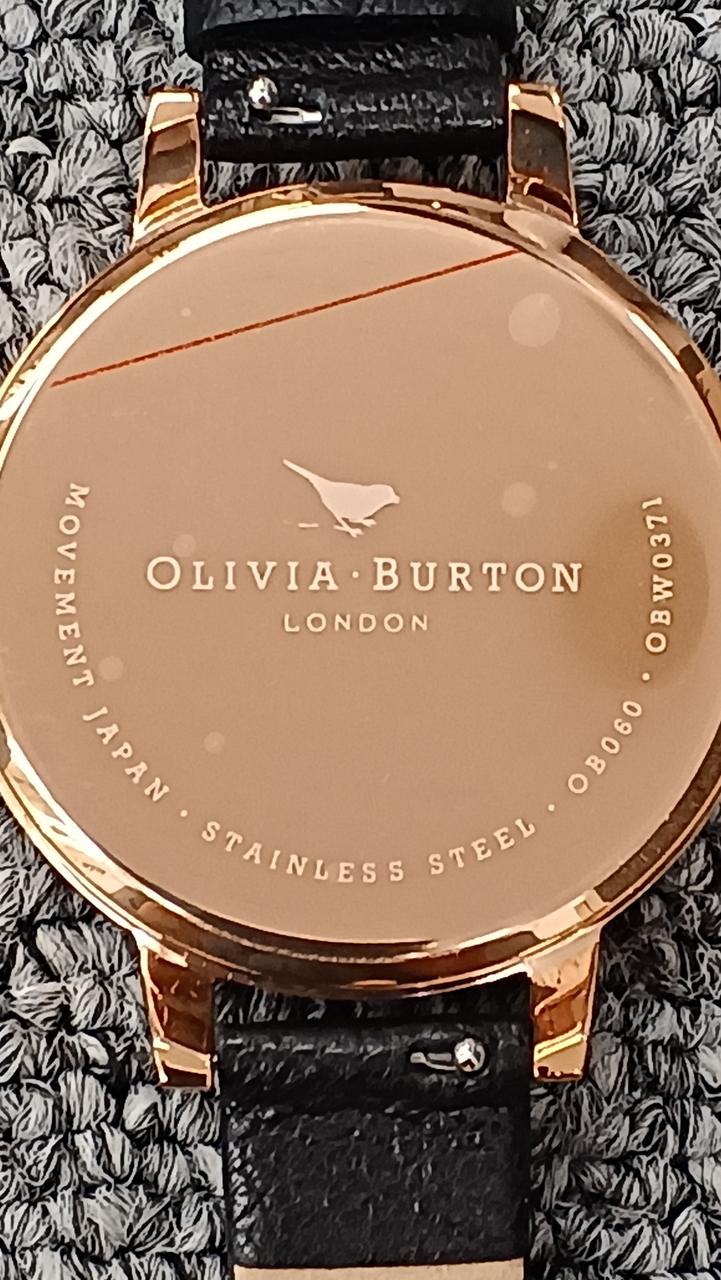 OLIVIA·BURTON
LONDON
MOVEMENT JAPAN · STAINLESS STEEL · OB060 · OBW0371